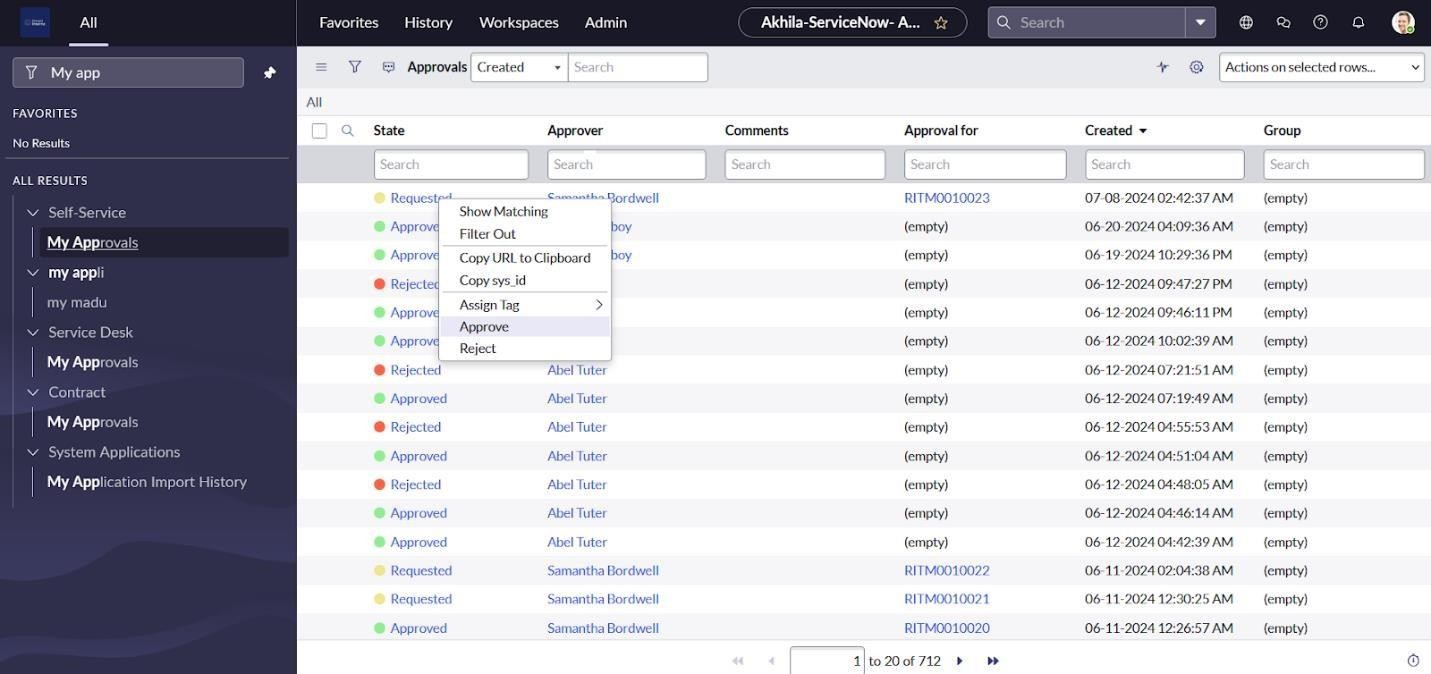 All
Favorites History Workspaces Admin
Akhila-ServiceNow- A...
Search
My app
FAVORITES
No Results
ALL RESULTS
Self-Service
My Approvals
my appli
my madu
Service Desk
My Approvals
Contract
My Approvals
System Applications
My Application Import History
Approvals Created Search
Actions on selected rows...
All
State Approver Comments Approval for Created Group
Search Search Search Search Search Search
Requested Samantha Bordwell RITM0010023 07-08-2024 02:42:37 AM (empty)
Approve boy (empty) 06-20-2024 04:09:36 AM (empty)
Approve boy (empty) 06-19-2024 10:29:36 PM (empty)
Rejected (empty) 06-12-2024 09:47:27 PM (empty)
Approve (empty) 06-12-2024 09:46:11 PM (empty)
Approve (empty) 06-12-2024 10:02:39 AM (empty)
Rejected Abel Tuter (empty) 06-12-2024 07:21:51 AM (empty)
Approved Abel Tuter (empty) 06-12-2024 07:19:49 AM (empty)
Rejected Abel Tuter (empty) 06-12-2024 04:55:53 AM (empty)
Approved Abel Tuter (empty) 06-12-2024 04:51:04 AM (empty)
Rejected Abel Tuter (empty) 06-12-2024 04:48:05 AM (empty)
Approved Abel Tuter (empty) 06-12-2024 04:46:14 AM (empty)
Approved Abel Tuter (empty) 06-12-2024 04:42:39 AM (empty)
Requested Samantha Bordwell RITM0010022 06-11-2024 02:04:38 AM (empty)
Requested Samantha Bordwell RITM0010021 06-11-2024 12:30:25 AM (empty)
Approved Samantha Bordwell RITM0010020 06-11-2024 12:26:57 AM (empty)
Show Matching
Filter Out
Copy URL to Clipboard
Copy sys_id
Assign Tag
Approve
Reject
1 to 20 of 712